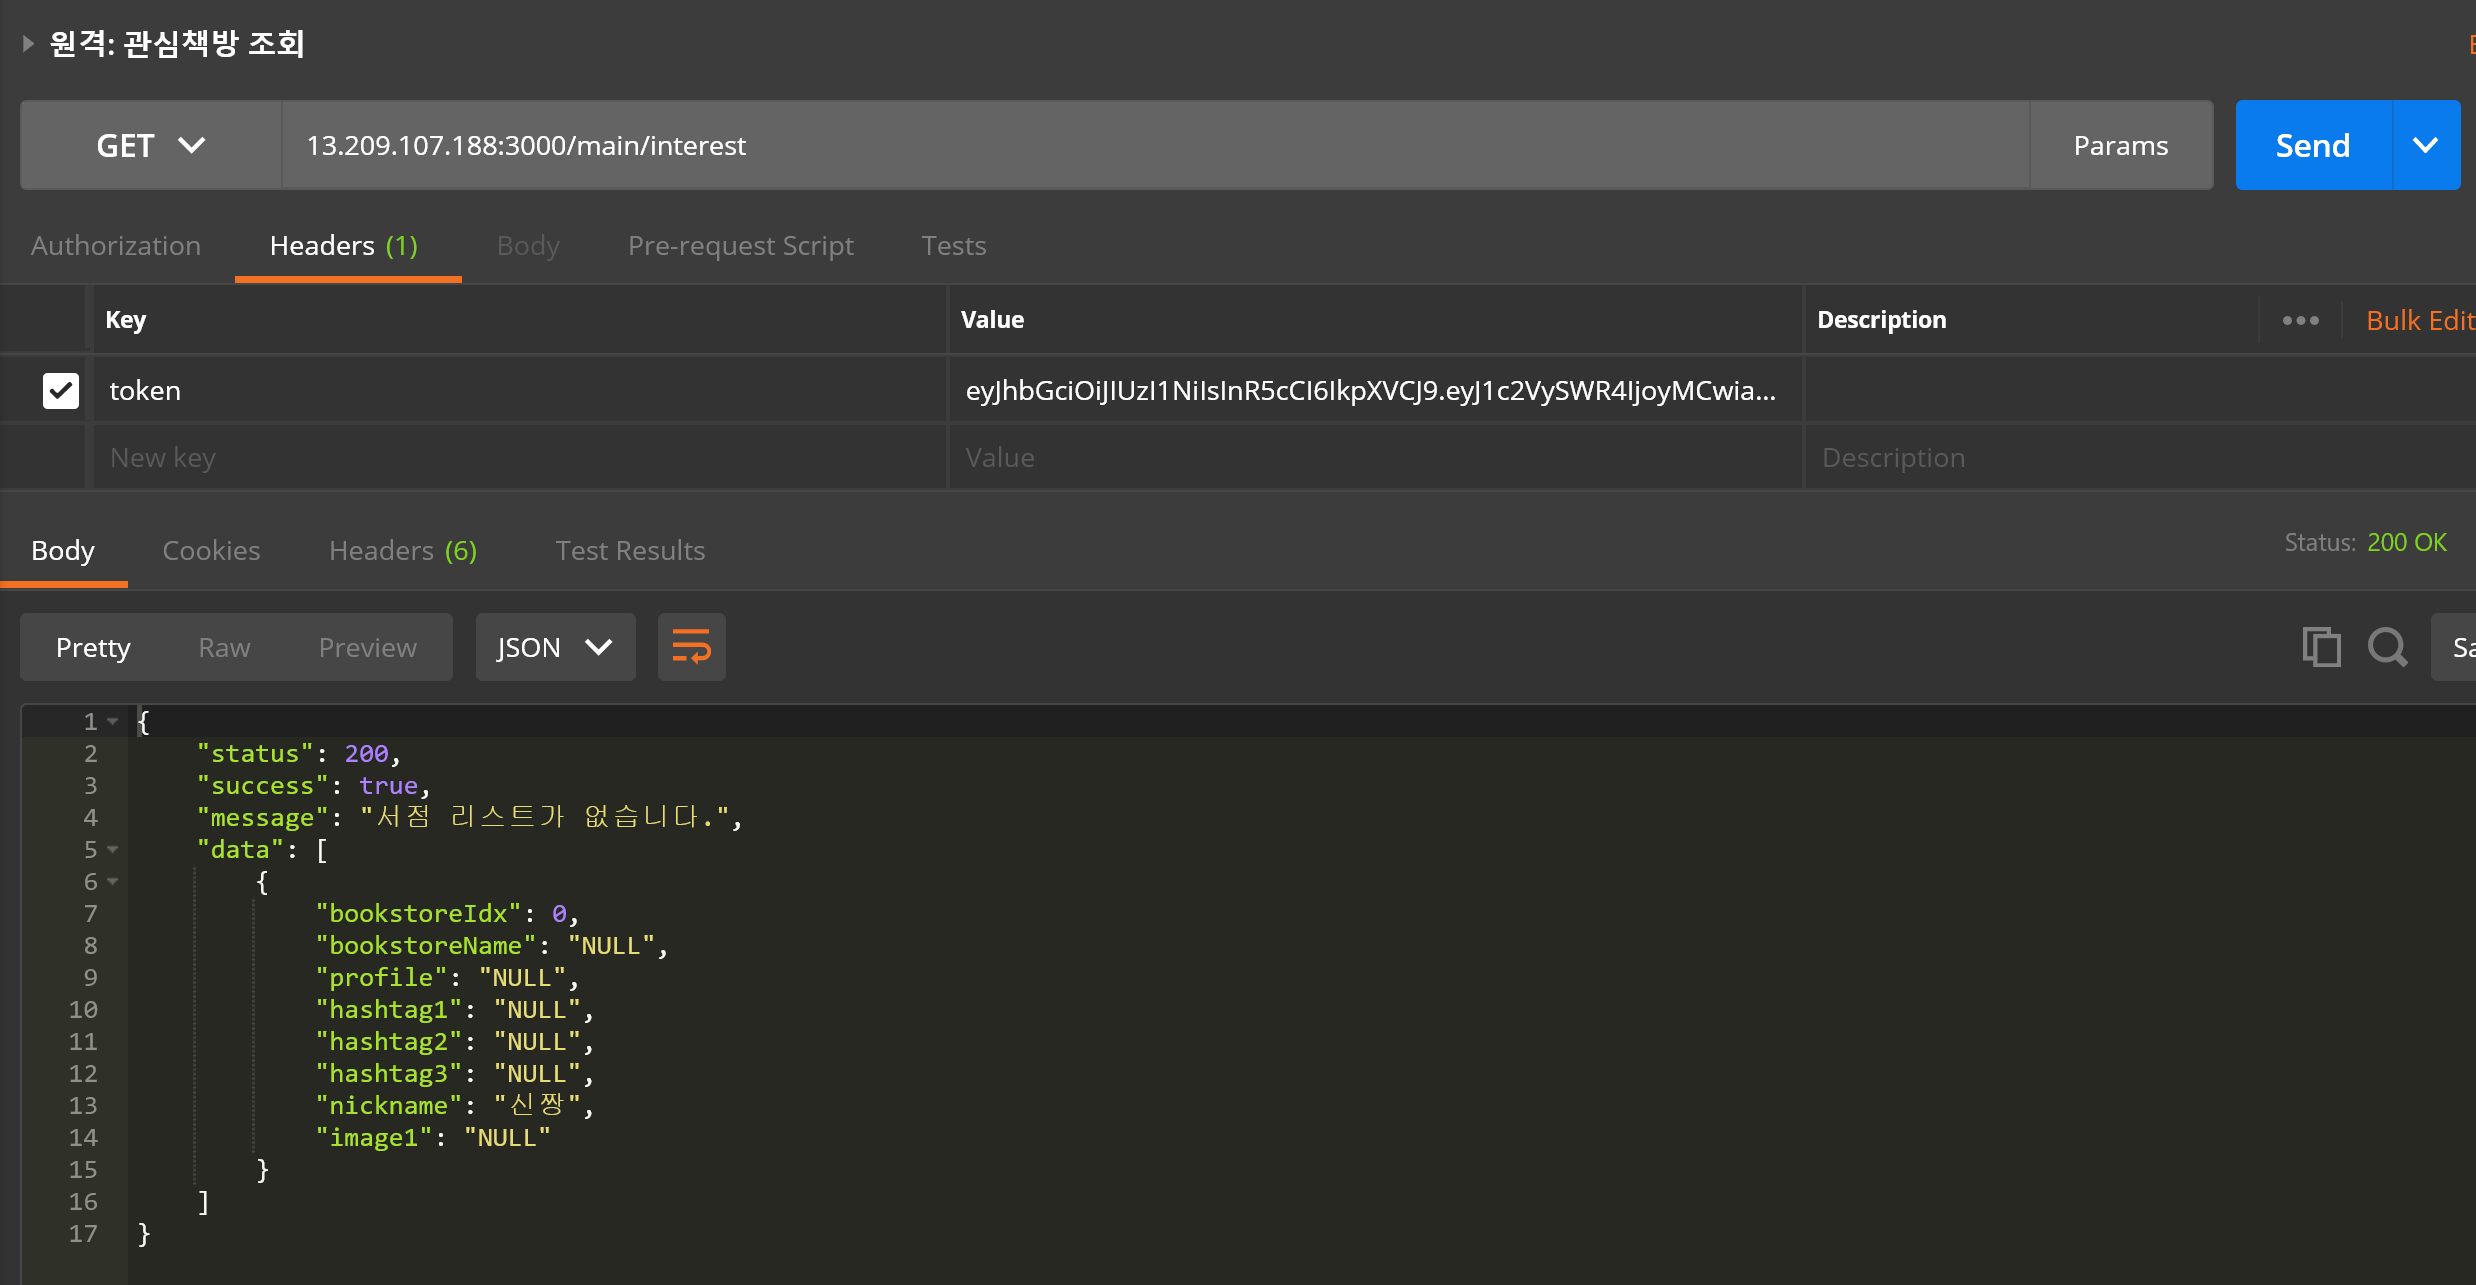 원격: 관심책방 조회
GET 13.209.107.188:3000/main/interest Params Send
Authorization Headers (1) Body Pre-request Script Tests
Key Value Description Bulk Edit
token eyJhbGciOiJIUzI1NiIsInR5cCI6IkpXVCJ9.eyJ1c2VySWR4IjoyMCwia...
New key Value Description
Body Cookies Headers (6) Test Results Status: 200 OK
Pretty Raw Preview JSON
1 {
2 "status": 200,
3 "success": true,
4 "message": "서점 리스트가 없습니다.",
5 "data": [
6 {
7 "bookstoreIdx": 0,
8 "bookstoreName": "NULL",
9 "profile": "NULL",
10 "hashtag1": "NULL",
11 "hashtag2": "NULL",
12 "hashtag3": "NULL",
13 "nickname": "신짱",
14 "image1": "NULL"
15 }
16 ]
17 }